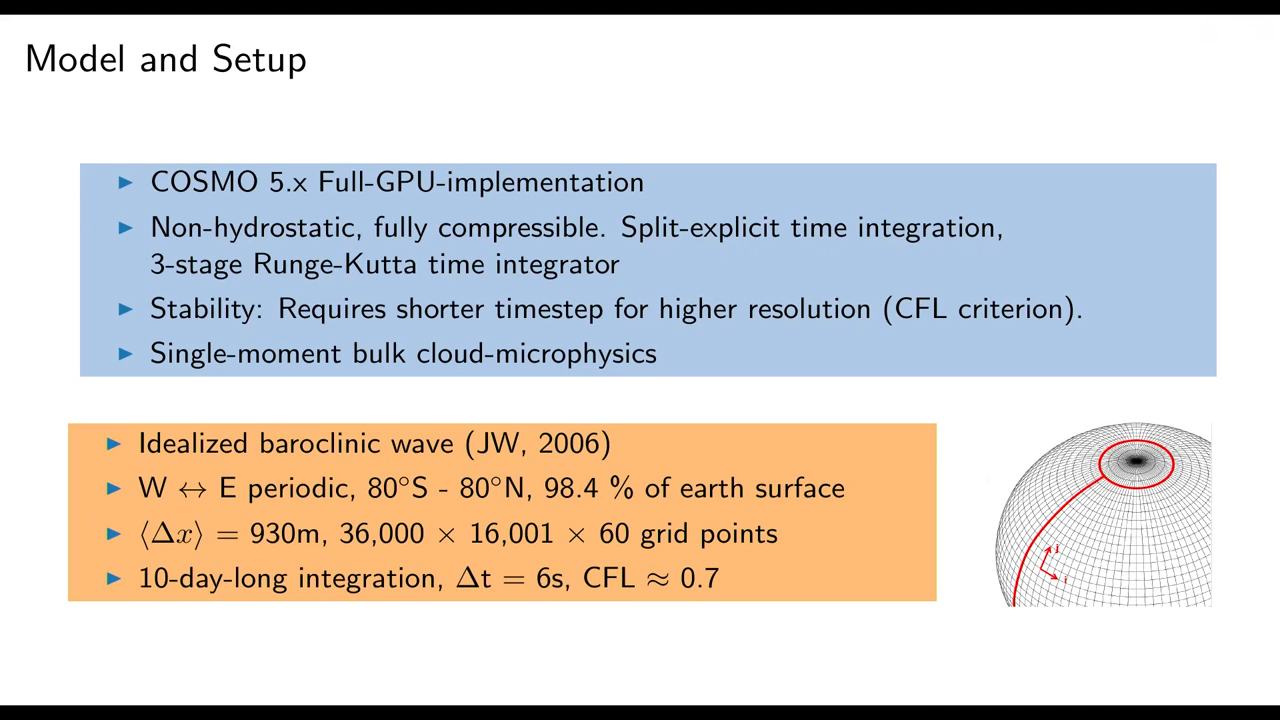 Model and Setup
COSMO 5.x Full-GPU-implementation
Non-hydrostatic, fully compressible. Split-explicit time integration,
3-stage Runge-Kutta time integrator
Stability: Requires shorter timestep for higher resolution (CFL criterion).
Single-moment bulk cloud-microphysics
Idealized baroclinic wave (JW, 2006)
W ↔ E periodic, 80°S - 80°N, 98.4 % of earth surface
⟨Δx⟩ = 930m, 36,000 × 16,001 × 60 grid points
10-day-long integration, Δt = 6s, CFL ≈ 0.7
j
i